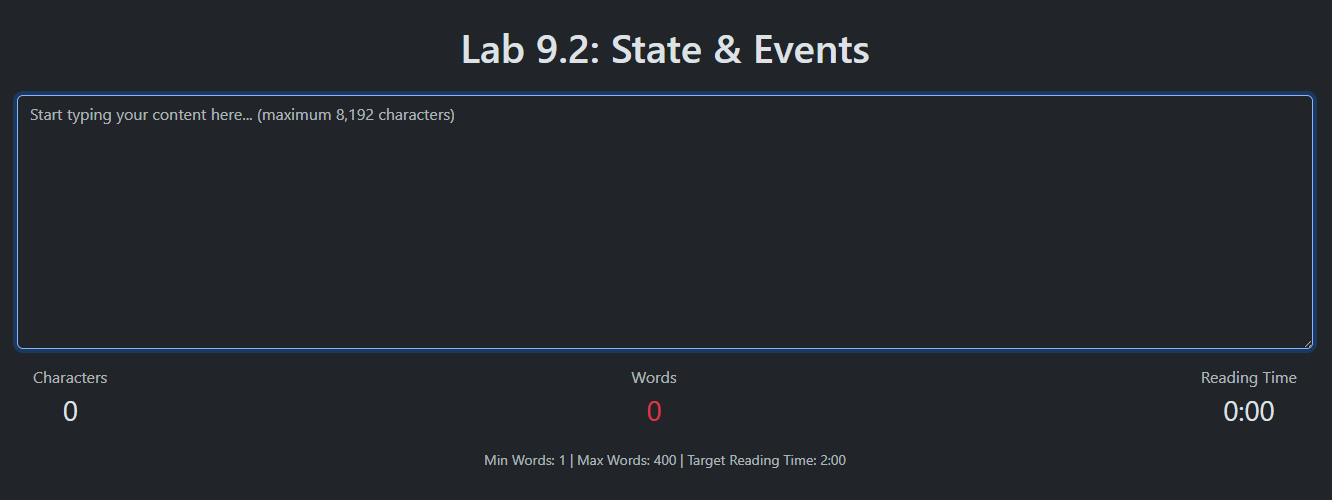 Lab 9.2: State & Events
Start typing your content here... (maximum 8,192 characters)
Characters
Words
Reading Time
0
0
0:00
Min Words: 1 | Max Words: 400 | Target Reading Time: 2:00